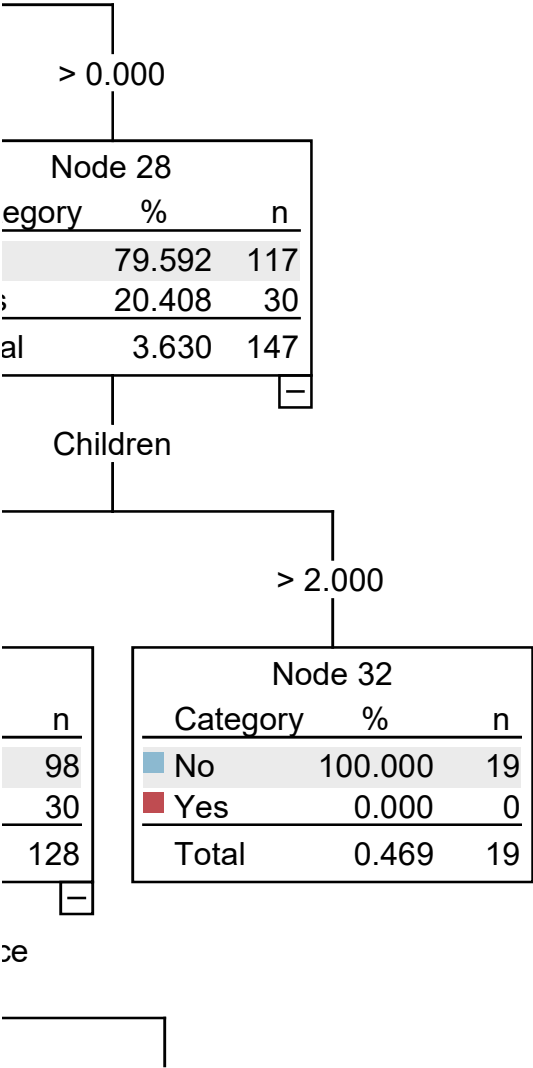 > 0.000
Node 28
egory % n
79.592 117
s 20.408 30
al 3.630 147
Children
> 2.000
n
98
30
128
Node 32
Category % n
No 100.000 19
Yes 0.000 0
Total 0.469 19
ce